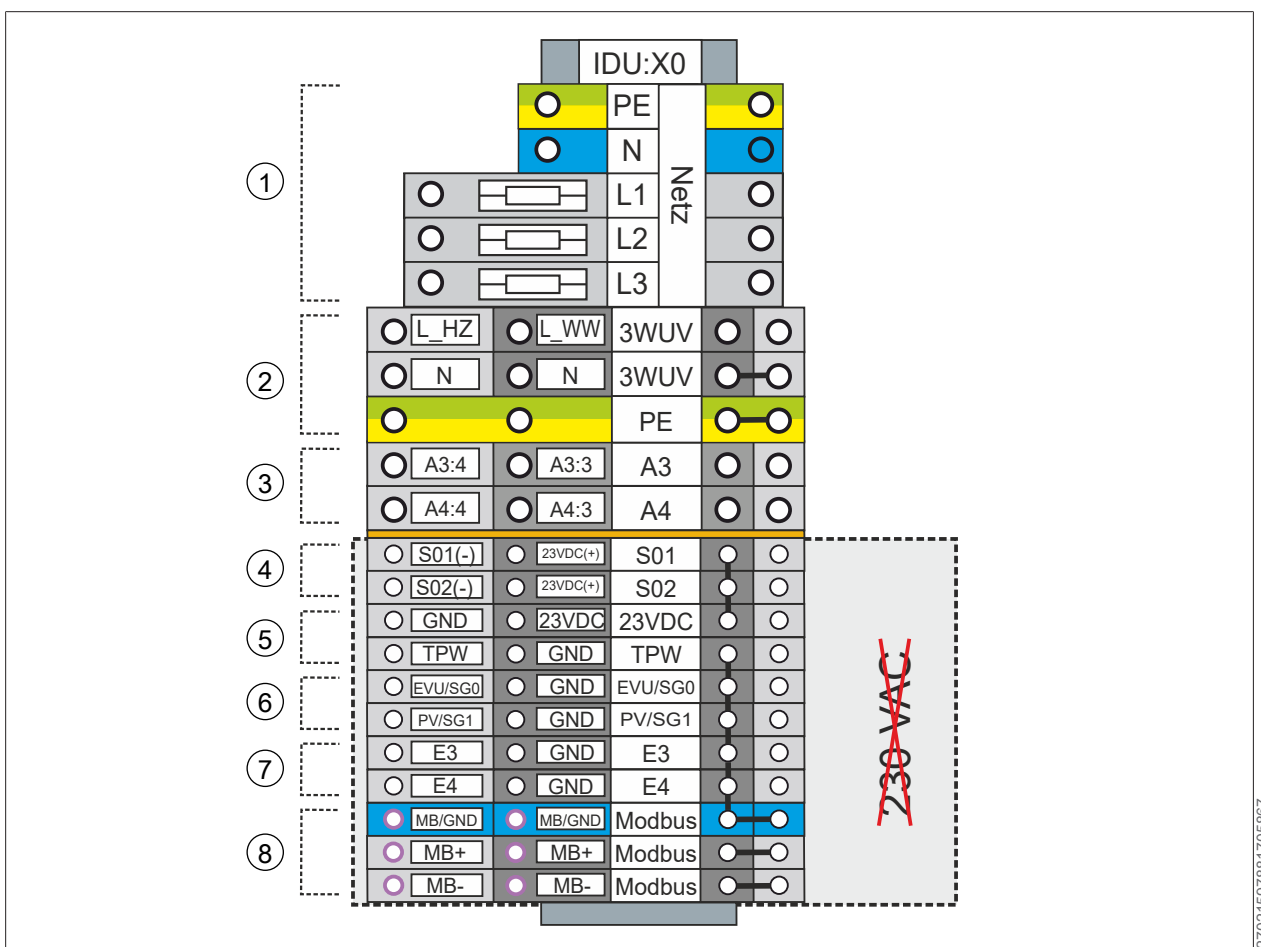 IDU:X0
PE
N
L1
L2
L3
Netz
1
L_HZ L_WW 3WUV
N N 3WUV
PE
2
A3:4 A3:3 A3
A4:4 A4:3 A4
3
S01(-) 23VDC(+) S01
S02(-) 23VDC(+) S02
4
GND 23VDC 23VDC
TPW GND TPW
5
EVU/SG0 GND EVU/SG0
PV/SG1 GND PV/SG1
6
E3 GND E3
E4 GND E4
7
MB/GND MB/GND Modbus
MB+ MB+ Modbus
MB- MB- Modbus
8
230 VAC